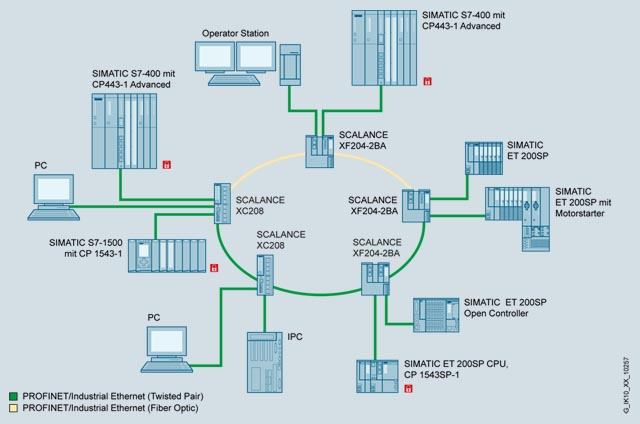 SIMATIC S7-400 mit
CP443-1 Advanced
Operator Station
SIMATIC S7-400 mit
CP443-1 Advanced
SCALANCE
XF204-2BA
SIMATIC
ET 200SP
PC
SCALANCE
XC208
SCALANCE
XF204-2BA
SIMATIC
ET 200SP mit
Motorstarter
SIMATIC S7-1500
mit CP 1543-1
SCALANCE
XC208
SCALANCE
XF204-2BA
SIMATIC ET 200SP
Open Controller
PC
IPC
SIMATIC ET 200SP CPU,
CP 1543SP-1
PROFINET/Industrial Ethernet (Twisted Pair)
PROFINET/Industrial Ethernet (Fiber Optic)
G_IK10_XX_10257